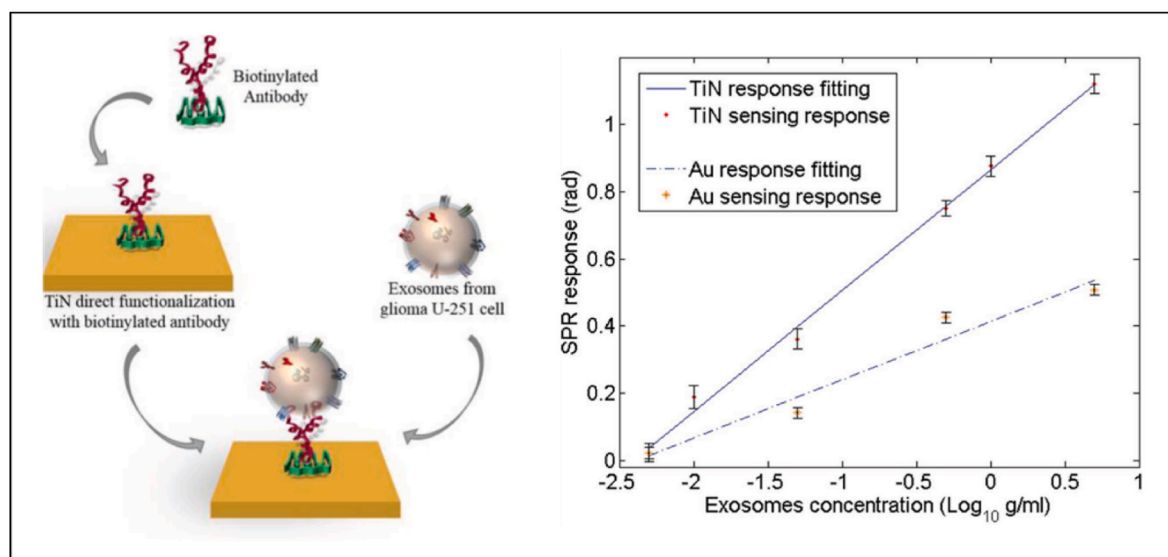 Biotinylated
Antibody
TiN direct functionalization
with biotinylated antibody
Exosomes from
glioma U-251 cell
TiN response fitting
TiN sensing response
Au response fitting
Au sensing response
SPR response (rad)
1
0.8
0.6
0.4
0.2
0
-2.5 -2 -1.5 -1 -0.5 0 0.5 1
Exosomes concentration (Log10 g/ml)